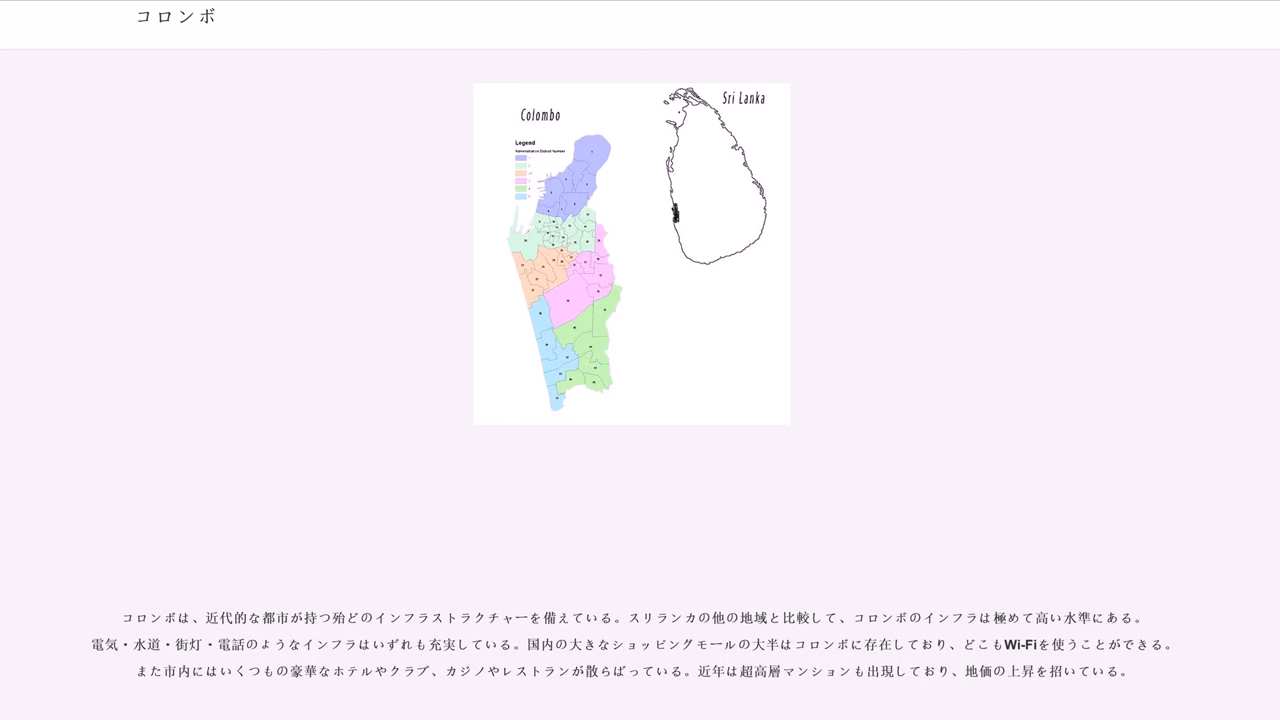 コロンボ
Colombo
Sri Lanka
Legend
Administrative District Number
コロンボは、近代的な都市が持つ殆どのインフラストラクチャーを備えている。スリランカの他の地域と比較して、コロンボのインフラは極めて高い水準にある。
電気・水道・街灯・電話のようなインフラはいずれも充実している。国内の大きなショッピングモールの大半はコロンボに存在しており、どこもWi-Fiを使うことができる。
また市内にはいくつもの豪華なホテルやクラブ、カジノやレストランが散らばっている。近年は超高層マンションも出現しており、地価の上昇を招いている。